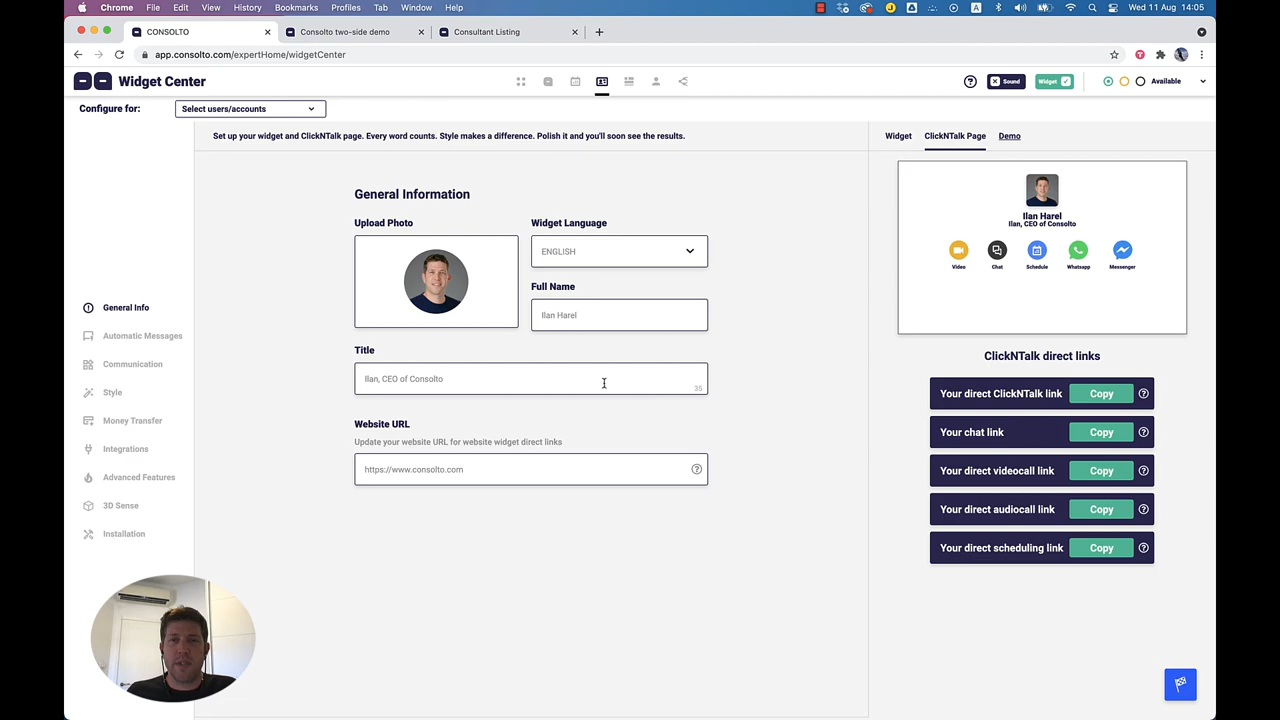 Chrome File Edit View History Bookmarks Profiles Tab Window Help
Wed 11 Aug 14:05
CONSOLTO
Consolto two-side demo
Consultant Listing
app.consolto.com/expertHome/widgetCenter
Widget Center
Sound
Widget
Available
Configure for:
Select users/accounts
Set up your widget and ClickNTalk page. Every word counts. Style makes a difference. Polish it and you'll soon see the results.
Widget
ClickNTalk Page
Demo
General Information
Upload Photo
Widget Language
ENGLISH
Full Name
Ilan Harel
Title
Ilan, CEO of Consolto
35
Website URL
Update your website URL for website widget direct links
https://www.consolto.com
General Info
Automatic Messages
Communication
Style
Money Transfer
Integrations
Advanced Features
3D Sense
Installation
Ilan Harel
Ilan, CEO of Consolto
Video
Chat
Schedule
Whatsapp
Messenger
ClickNTalk direct links
Your direct ClickNTalk link Copy
Your chat link Copy
Your direct videocall link Copy
Your direct audiocall link Copy
Your direct scheduling link Copy